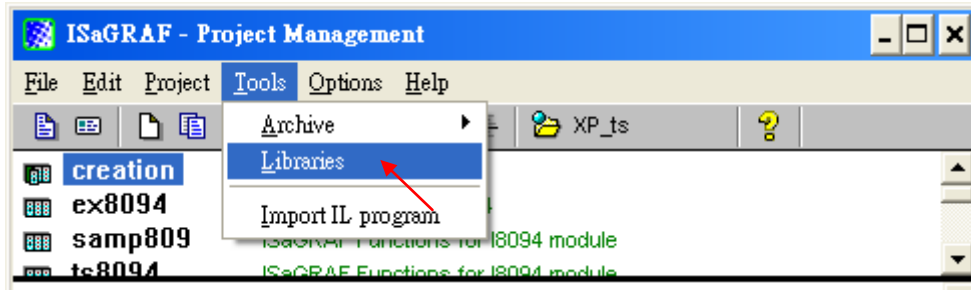 ISaGRAF - Project Management
File Edit Project Tools Options Help
Archive XP_ts
creation Libraries
ex8094 4
samp809 Import IL program
ISaGRAF Functions for I8094 module
ts8094 ISaGRAF Functions for I8094 module